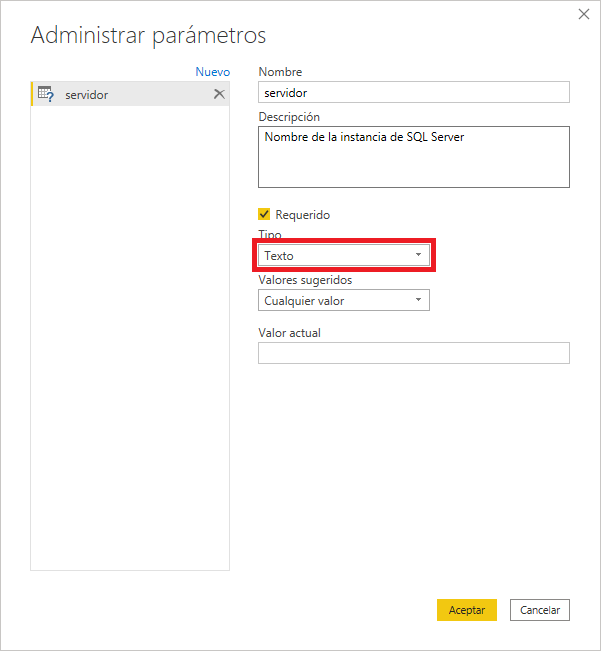 Administrar parámetros
Nuevo
servidor
Nombre
servidor
Descripción
Nombre de la instancia de SQL Server
Requerido
Tipo
Texto
Valores sugeridos
Cualquier valor
Valor actual
Aceptar
Cancelar